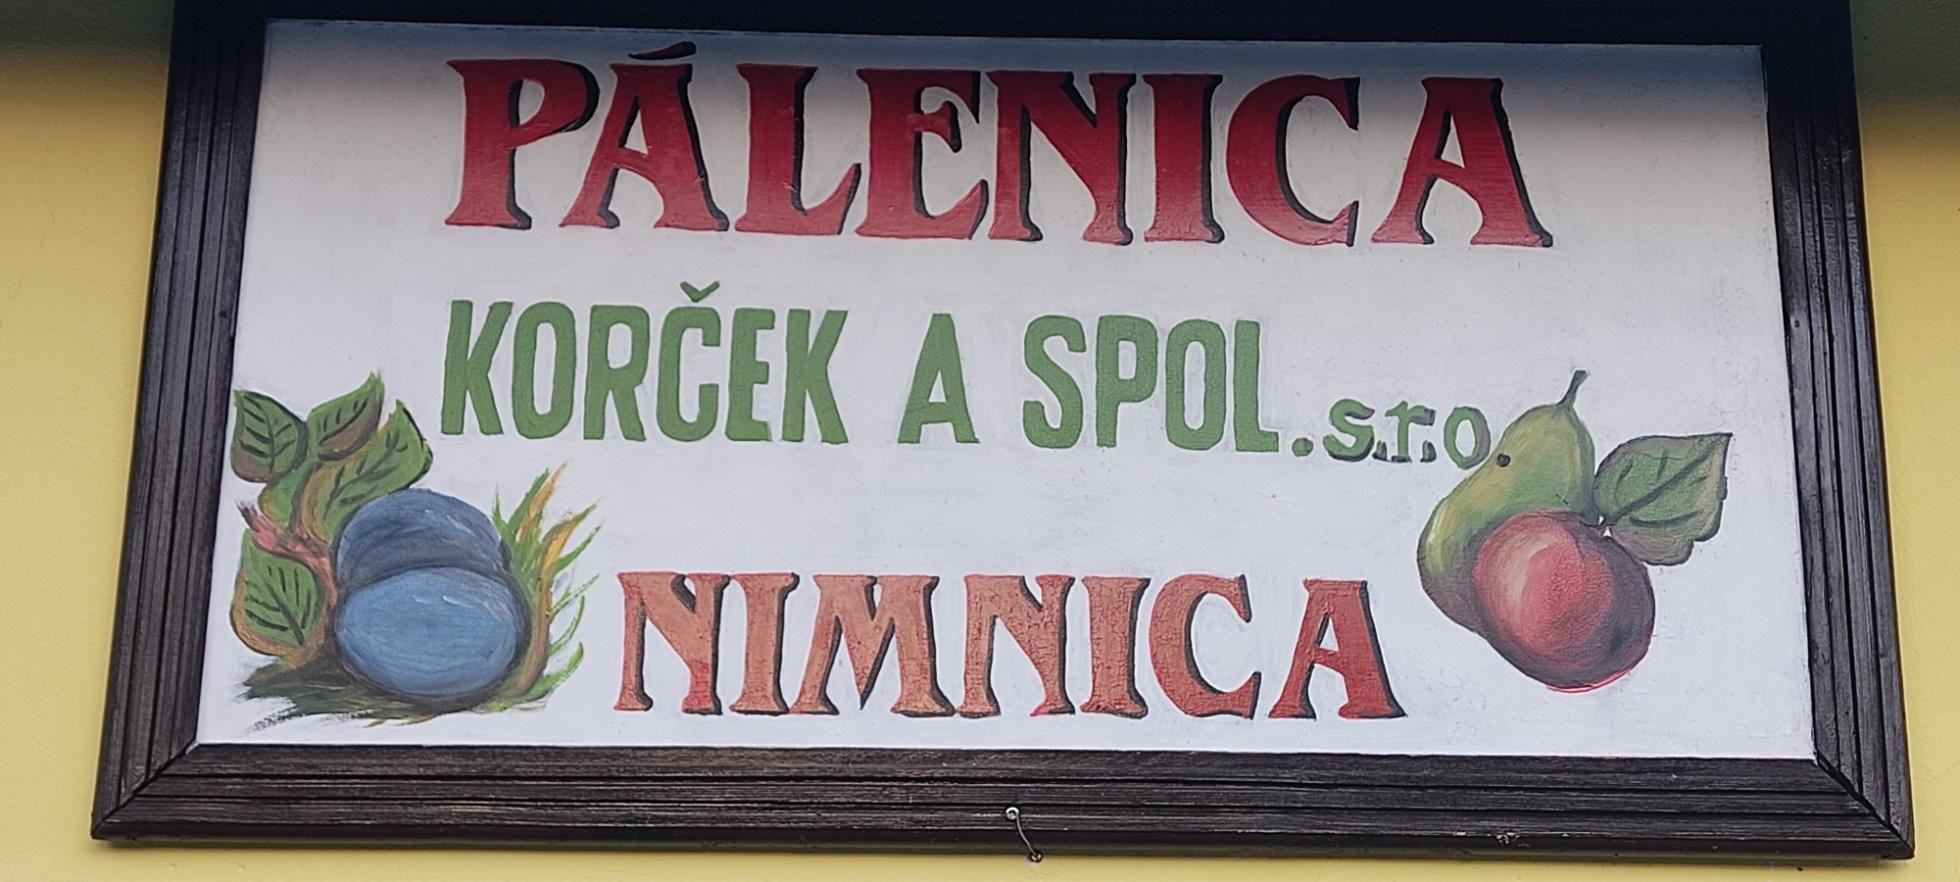 PÁLENICA
KORČEK A SPOL.s.r.o.
NIMNICA